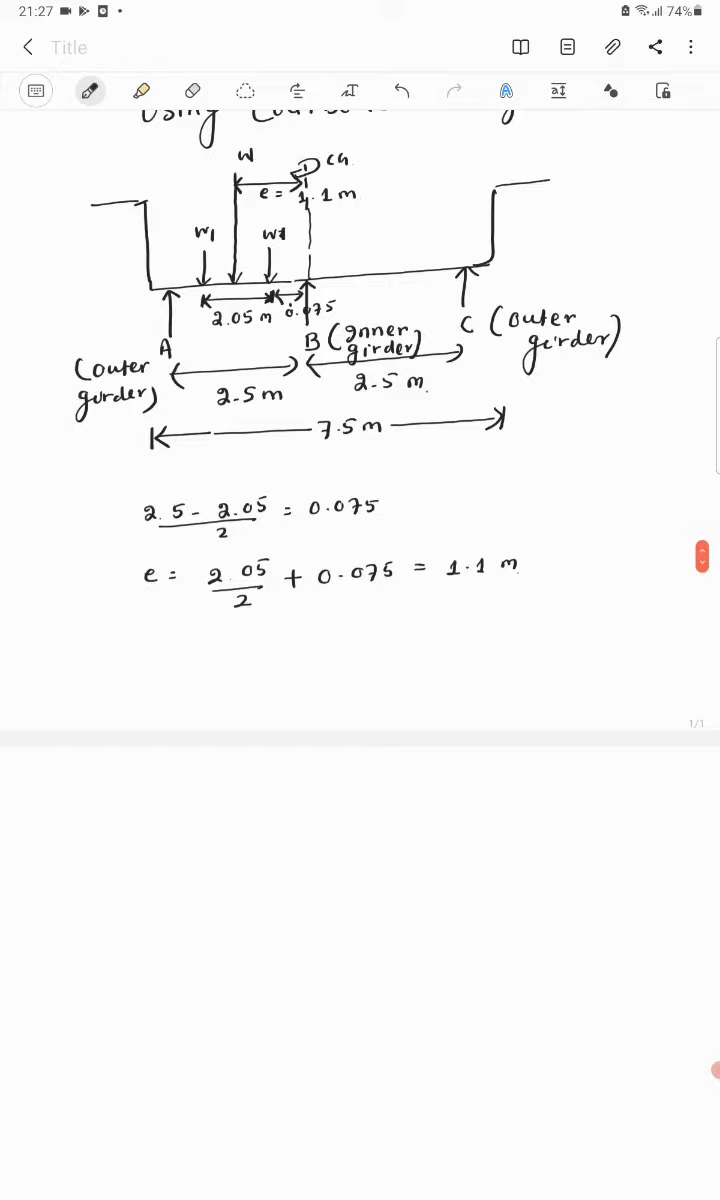 21:27 74%
Title
Using
W CG
e = 1.1 m
W1 W1
2.05 m 0.075
A B (Inner girder) C (outer girder)
(outer girder) 2.5 m 2.5 m
7.5 m
2.5 - 2.05 / 2 = 0.075
e = 2.05 / 2 + 0.075 = 1.1 m
1/1